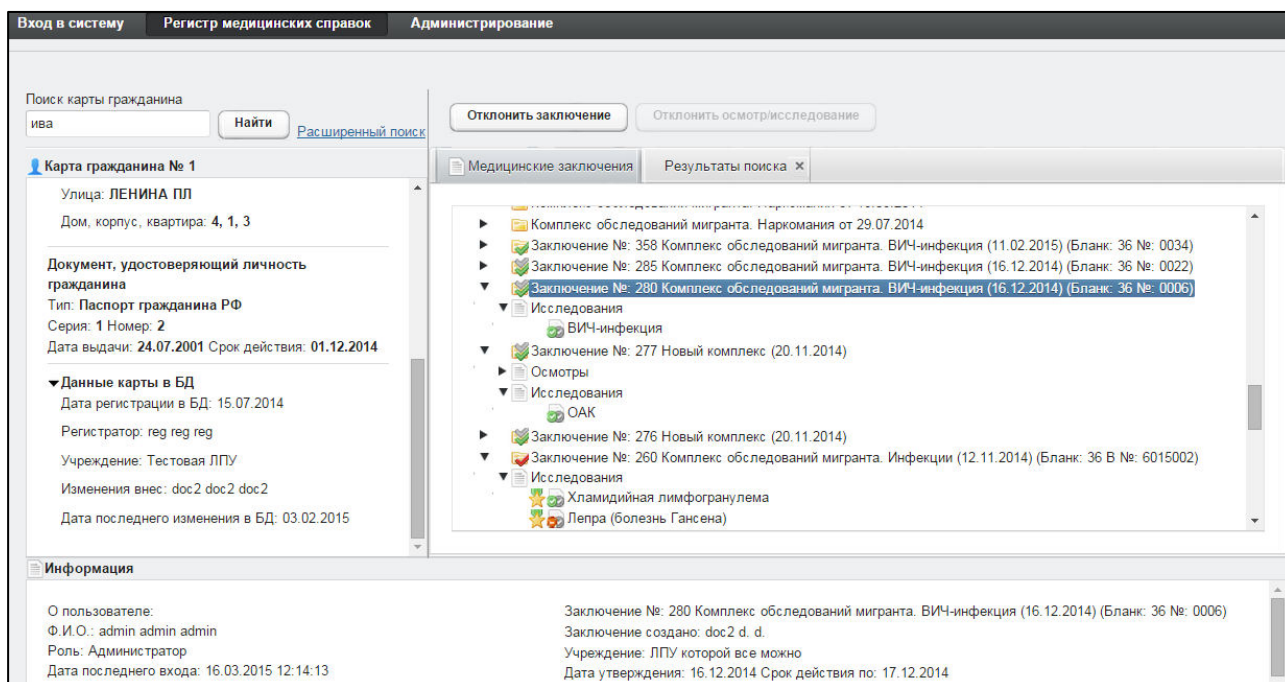 Вход в систему Регистр медицинских справок Администрирование
Поиск карты гражданина
ива Найти Расширенный поиск
Карта гражданина № 1
Улица: ЛЕНИНА ПЛ
Дом, корпус, квартира: 4, 1, 3
Документ, удостоверяющий личность
гражданина
Тип: Паспорт гражданина РФ
Серия: 1 Номер: 2
Дата выдачи: 24.07.2001 Срок действия: 01.12.2014
Данные карты в БД
Дата регистрации в БД: 15.07.2014
Регистратор: reg reg reg
Учреждение: Тестовая ЛПУ
Изменения внес: doc2 doc2 doc2
Дата последнего изменения в БД: 03.02.2015
Отклонить заключение Отклонить осмотр/исследование
Медицинские заключения Результаты поиска ×
Комплекс обследований мигранта. Наркомания от 29.07.2014
Заключение №: 358 Комплекс обследований мигранта. ВИЧ-инфекция (11.02.2015) (Бланк: 36 №: 0034)
Заключение №: 285 Комплекс обследований мигранта. ВИЧ-инфекция (16.12.2014) (Бланк: 36 №: 0022)
Заключение №: 280 Комплекс обследований мигранта. ВИЧ-инфекция (16.12.2014) (Бланк: 36 №: 0006)
Исследования
ВИЧ-инфекция
Заключение №: 277 Новый комплекс (20.11.2014)
Осмотры
Исследования
ОАК
Заключение №: 276 Новый комплекс (20.11.2014)
Заключение №: 260 Комплекс обследований мигранта. Инфекции (12.11.2014) (Бланк: 36 В №: 6015002)
Исследования
Хламидийная лимфогранулема
Лепра (болезнь Гансена)
Информация
О пользователе:
Ф.И.О.: admin admin admin
Роль: Администратор
Дата последнего входа: 16.03.2015 12:14:13
Заключение №: 280 Комплекс обследований мигранта. ВИЧ-инфекция (16.12.2014) (Бланк: 36 №: 0006)
Заключение создано: doc2 d. d.
Учреждение: ЛПУ которой все можно
Дата утверждения: 16.12.2014 Срок действия по: 17.12.2014